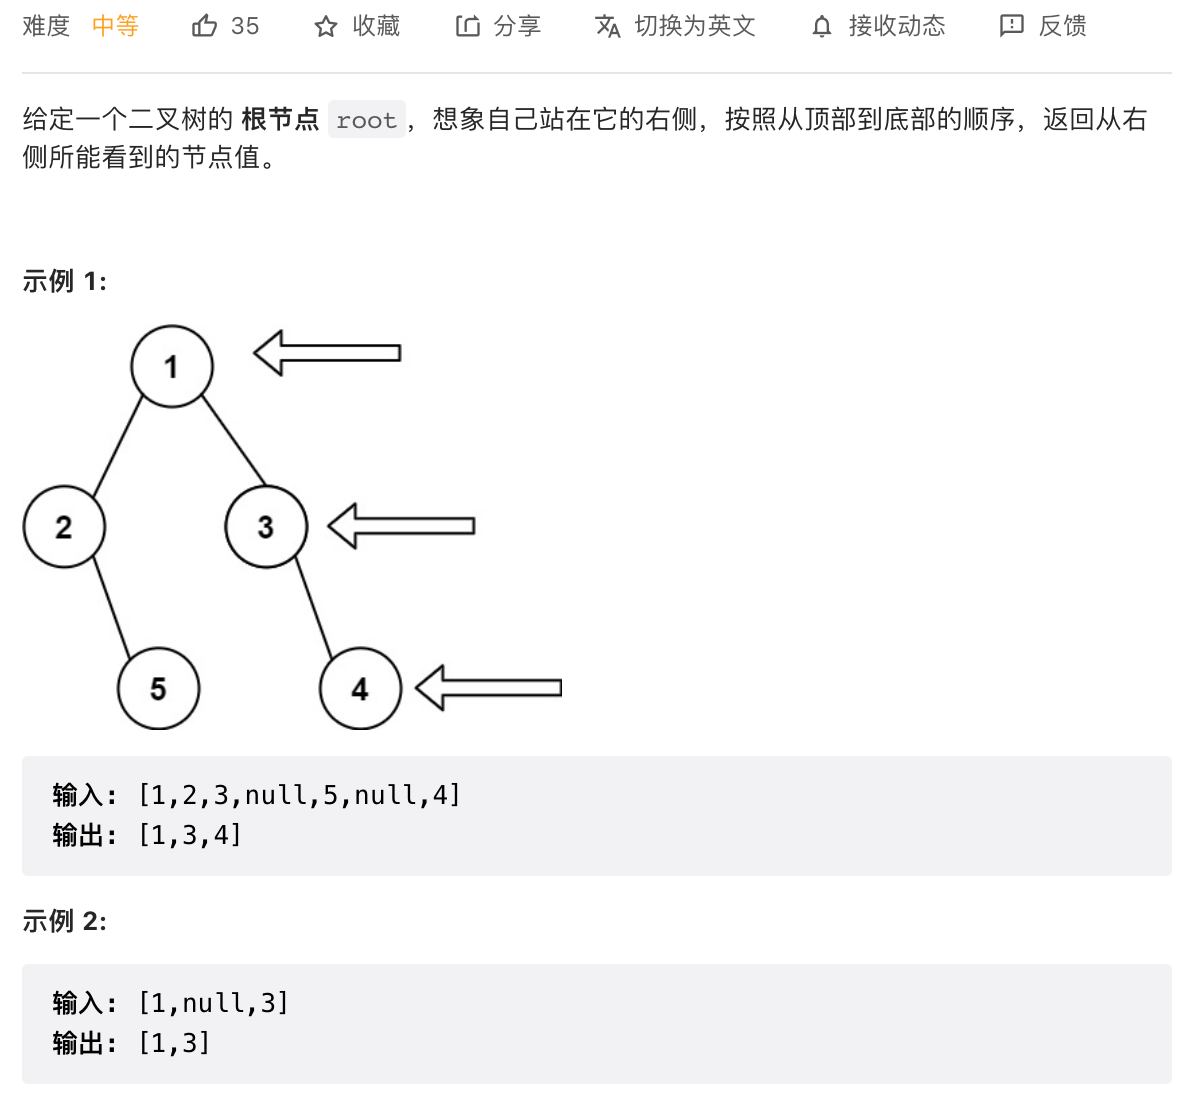 难度 中等 35 收藏 分享 切换为英文 接收动态 反馈
给定一个二叉树的 根节点 root，想象自己站在它的右侧，按照从顶部到底部的顺序，返回从右
侧所能看到的节点值。
示例 1:
1
2 3
5 4
输入: [1,2,3,null,5,null,4]
输出: [1,3,4]
示例 2:
输入: [1,null,3]
输出: [1,3]